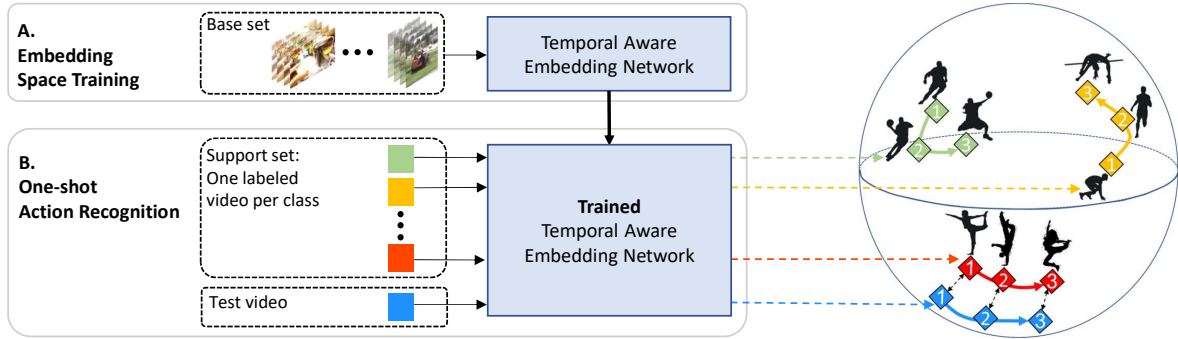 A.
Embedding
Space Training
Base set
Temporal Aware
Embedding Network
B.
One-shot
Action Recognition
Support set:
One labeled
video per class
Test video
Trained
Temporal Aware
Embedding Network
1
2
3
3
2
1
1
2
3
1
2
3